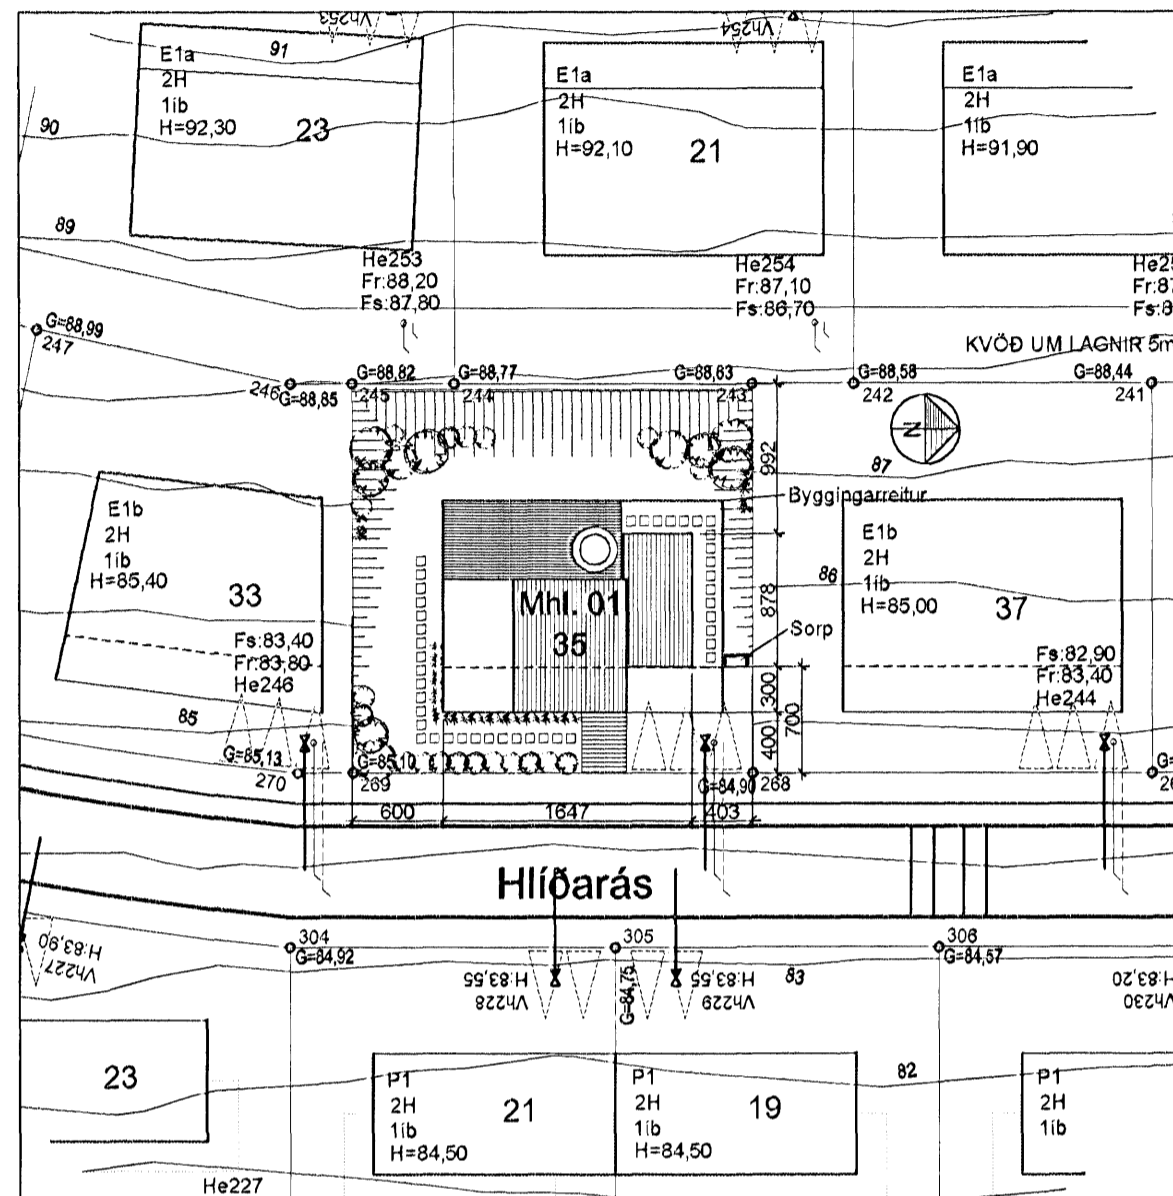 Vh253
Vh254
91
E1a
2H
1íb
H=92,30
23
E1a
2H
1íb
H=92,10
21
E1a
2H
1íb
H=91,90
90
89
He253
Fr:88,20
Fs:87,80
He254
Fr:87,10
Fs:86,70
G=88,99
247
KVÖÐ UM LAGNIR 5m
246
G=88,85
G=88,82
245
G=88,77
244
G=88,63
243
G=88,58
242
G=88,44
241
N
992
87
Byggingarreitur
E1b
2H
1íb
H=85,40
33
Fs:83,40
Fr:83,80
He246
Mhl. 01
35
878
86
Sorp
E1b
2H
1íb
H=85,00
37
Fs:82,90
Fr:83,40
He244
300
700
400
85
G=85,13
270
G=85,10
269
G=84,90
268
600
1647
403
Hlíðarás
H:83,90
Vh227
304
G=84,92
H:83,55
Vh228
305
G=84,75
H:83,55
Vh229
83
306
G=84,57
H:83,20
Vh230
23
P1
2H
1íb
H=84,50
21
P1
2H
1íb
H=84,50
19
82
P1
2H
1íb
He227